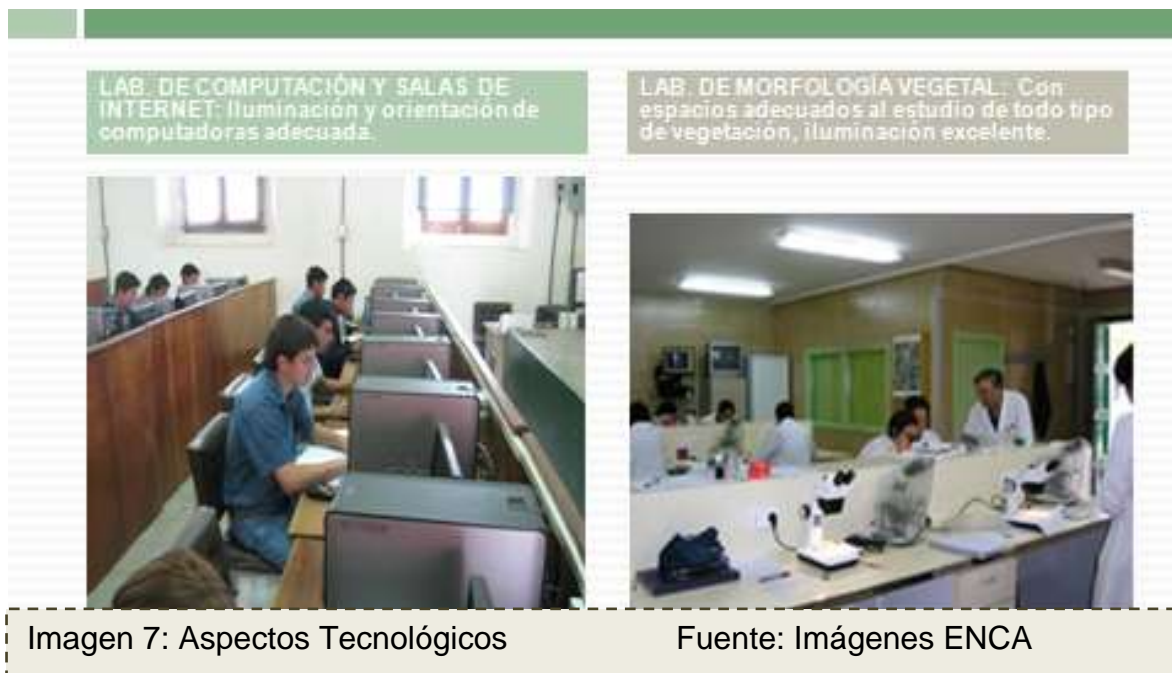 LAB. DE COMPUTACIÓN Y SALAS DE
INTERNET: Iluminación y orientación de
computadoras adecuada.
LAB. DE MORFOLOGÍA VEGETAL: Con
espacios adecuados al estudio de todo tipo
de vegetación, iluminación excelente.
Imagen 7: Aspectos Tecnológicos
Fuente: Imágenes ENCA